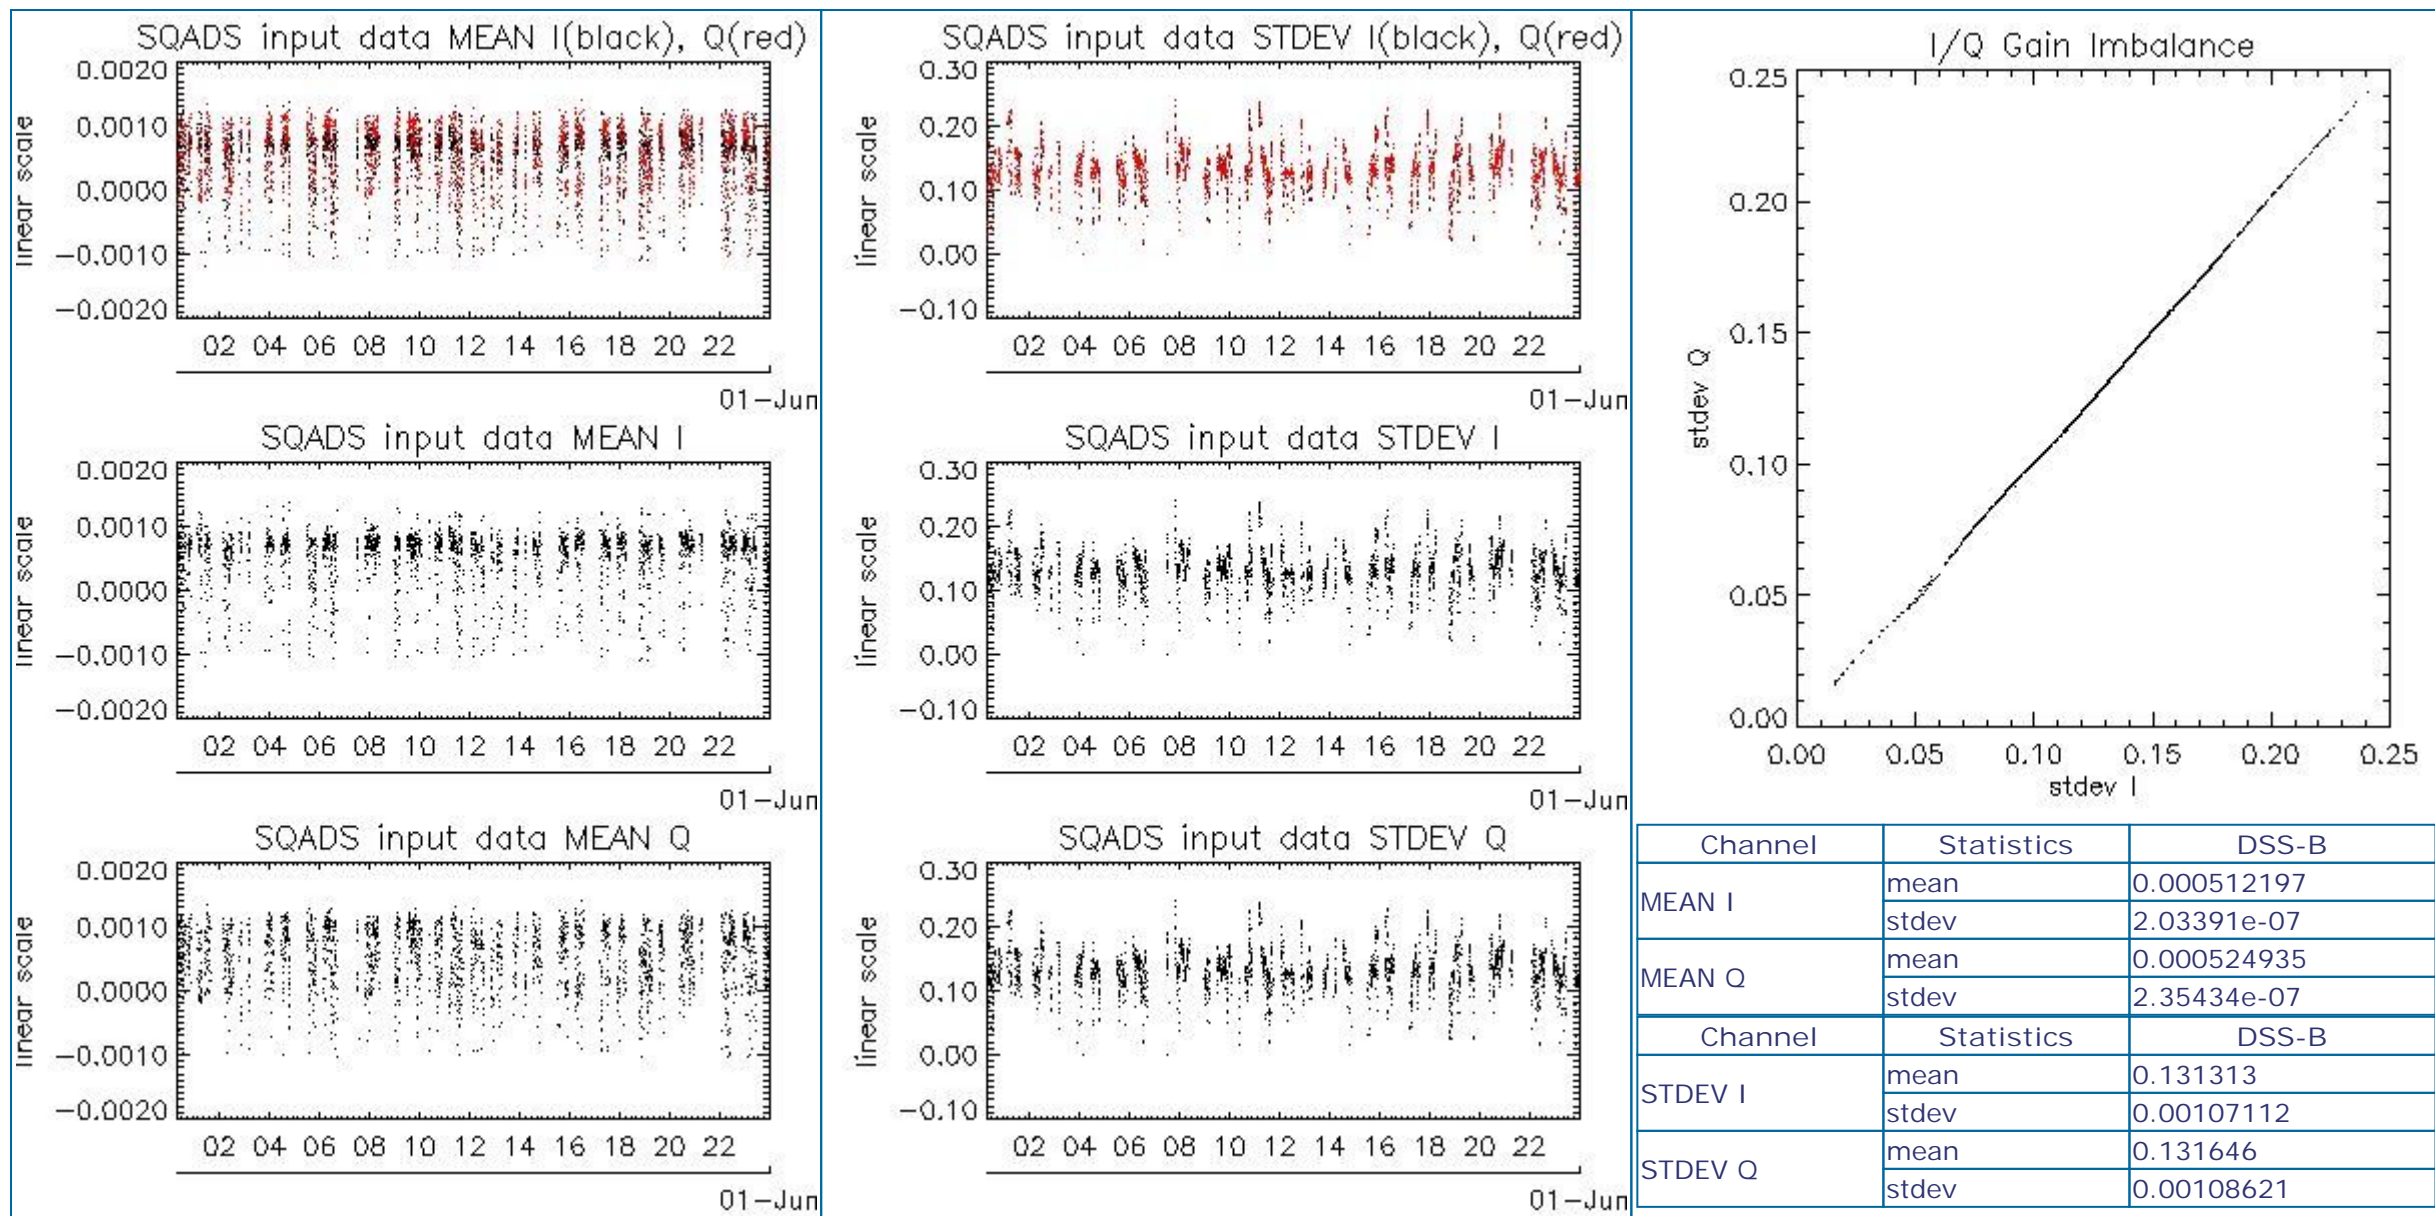 SQADS input data MEAN I(black), Q(red)
linear scale
0.0020
0.0010
0.0000
−0.0010
−0.0020
02 04 06 08 10 12 14 16 18 20 22
01-Jun
SQADS input data MEAN I
linear scale
0.0020
0.0010
0.0000
−0.0010
−0.0020
02 04 06 08 10 12 14 16 18 20 22
01-Jun
SQADS input data MEAN Q
linear scale
0.0020
0.0010
0.0000
−0.0010
−0.0020
02 04 06 08 10 12 14 16 18 20 22
01-Jun
SQADS input data STDEV I(black), Q(red)
linear scale
0.30
0.20
0.10
0.00
−0.10
02 04 06 08 10 12 14 16 18 20 22
01-Jun
SQADS input data STDEV I
linear scale
0.30
0.20
0.10
0.00
−0.10
02 04 06 08 10 12 14 16 18 20 22
01-Jun
SQADS input data STDEV Q
linear scale
0.30
0.20
0.10
0.00
−0.10
02 04 06 08 10 12 14 16 18 20 22
01-Jun
I/Q Gain Imbalance
stdev Q
0.25
0.20
0.15
0.10
0.05
0.00
0.00 0.05 0.10 0.15 0.20 0.25
stdev I
Channel Statistics DSS-B
MEAN I mean 0.000512197
stdev 2.03391e-07
MEAN Q mean 0.000524935
stdev 2.35434e-07
Channel Statistics DSS-B
STDEV I mean 0.131313
stdev 0.00107112
STDEV Q mean 0.131646
stdev 0.00108621